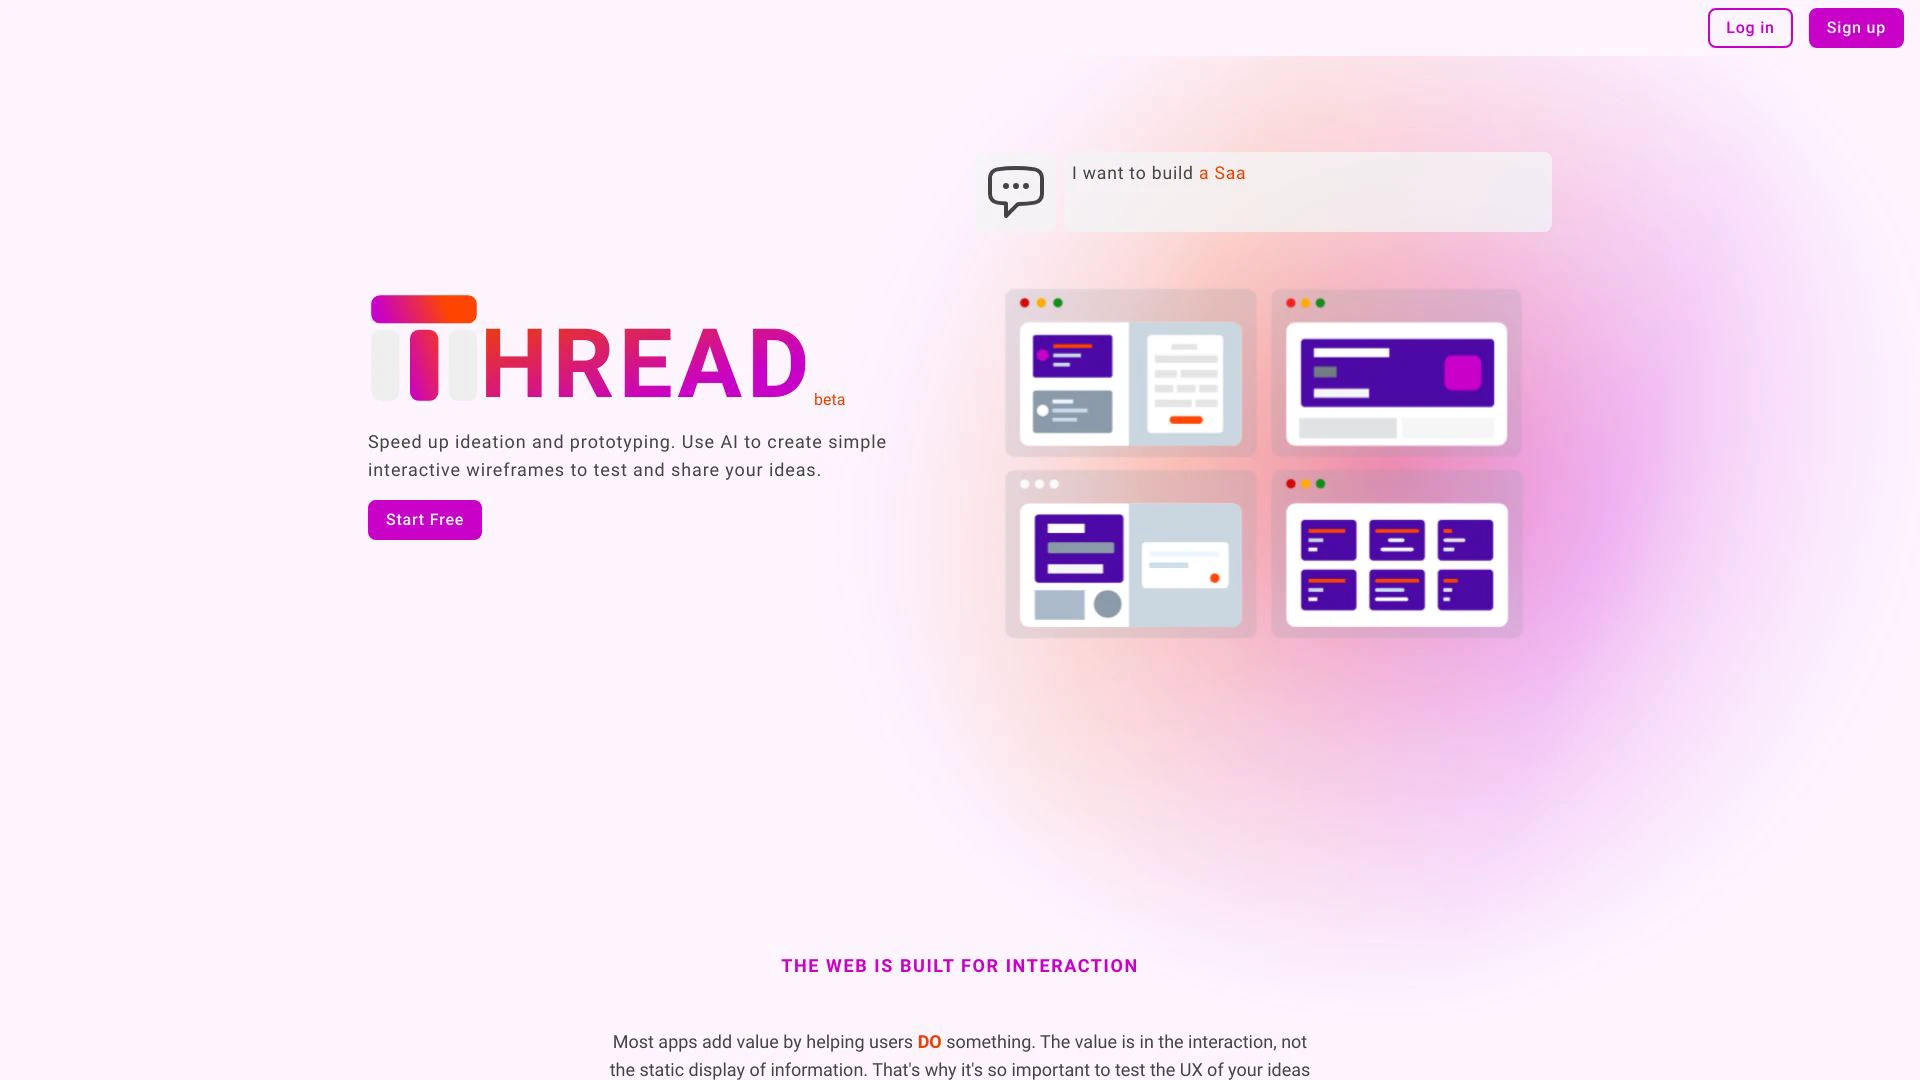 Log in
Sign up
I want to build a Saa
THREAD
beta
Speed up ideation and prototyping. Use AI to create simple
interactive wireframes to test and share your ideas.
Start Free
THE WEB IS BUILT FOR INTERACTION
Most apps add value by helping users DO something. The value is in the interaction, not
the static display of information. That's why it's so important to test the UX of your ideas